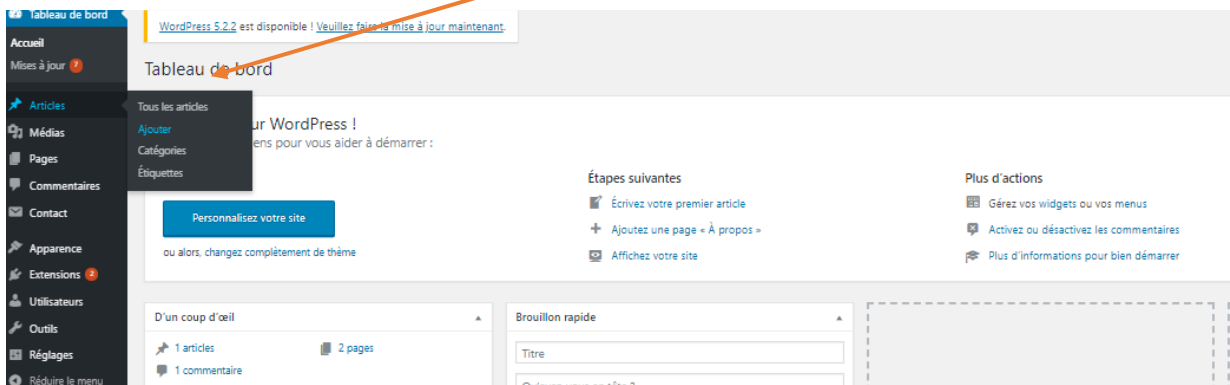 Tableau de bord
WordPress 5.2.2 est disponible ! Veuillez faire la mise à jour maintenant.
Accueil
Mises à jour 7
Tableau de bord
Articles
Tous les articles
Ajouter
Catégories
Étiquettes
Médias
Pages
Commentaires
Contact
Apparence
Extensions 2
Utilisateurs
Outils
Réglages
Réduire le menu
ur WordPress !
ens pour vous aider à démarrer :
Personnalisez votre site
ou alors, changez complètement de thème
Étapes suivantes
Écrivez votre premier article
Ajoutez une page « À propos »
Affichez votre site
Plus d'actions
Gérez vos widgets ou vos menus
Activez ou désactivez les commentaires
Plus d'informations pour bien démarrer
D'un coup d'œil
1 articles
2 pages
1 commentaire
Brouillon rapide
Titre